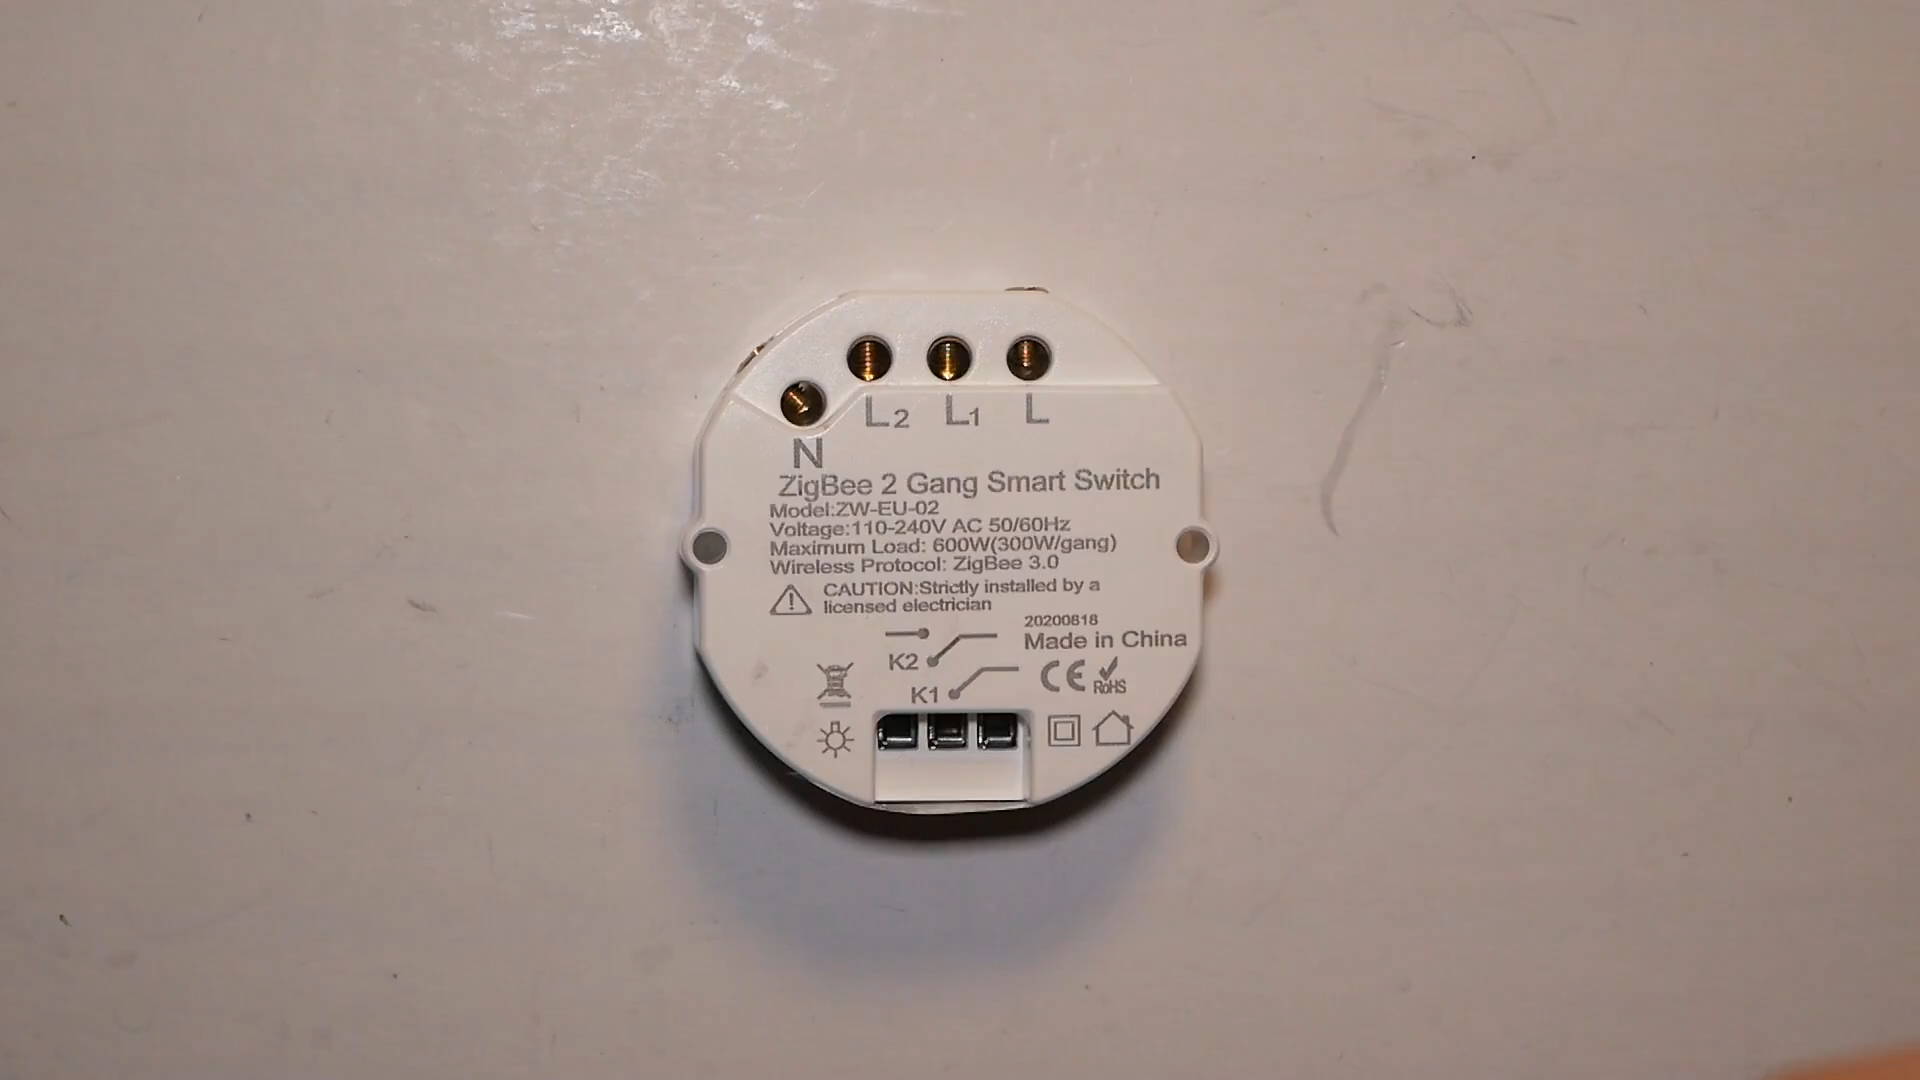 L2 L1 L
N
ZigBee 2 Gang Smart Switch
Model:ZW-EU-02
Voltage:110-240V AC 50/60Hz
Maximum Load: 600W(300W/gang)
Wireless Protocol: ZigBee 3.0
CAUTION:Strictly installed by a
licensed electrician
20200818
Made in China
K2
K1
CE RoHS